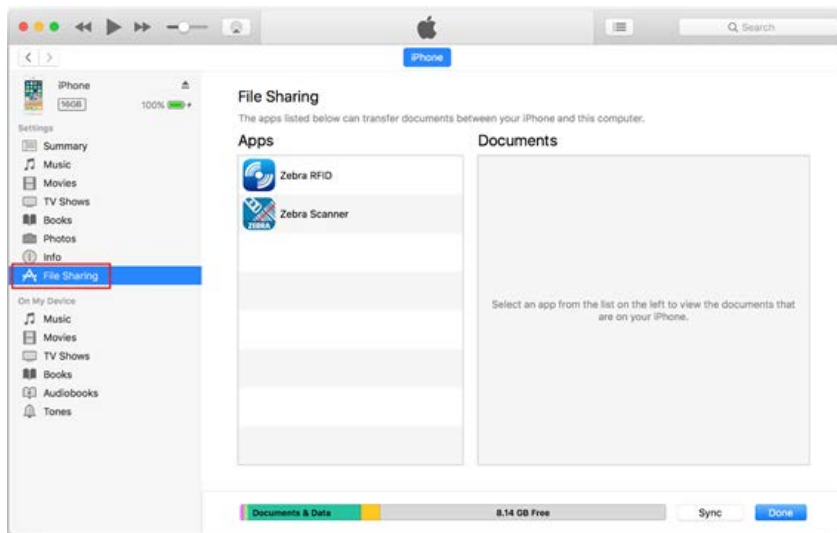 Search
iPhone
iPhone
16GB
100%
Settings
Summary
Music
Movies
TV Shows
Books
Photos
Info
File Sharing
On My Device
Music
Movies
TV Shows
Books
Audiobooks
Tones
File Sharing
The apps listed below can transfer documents between your iPhone and this computer.
Apps
Zebra RFID
ZEBRA
Zebra Scanner
Documents
Select an app from the list on the left to view the documents that
are on your iPhone.
Documents & Data
8.14 GB Free
Sync
Done